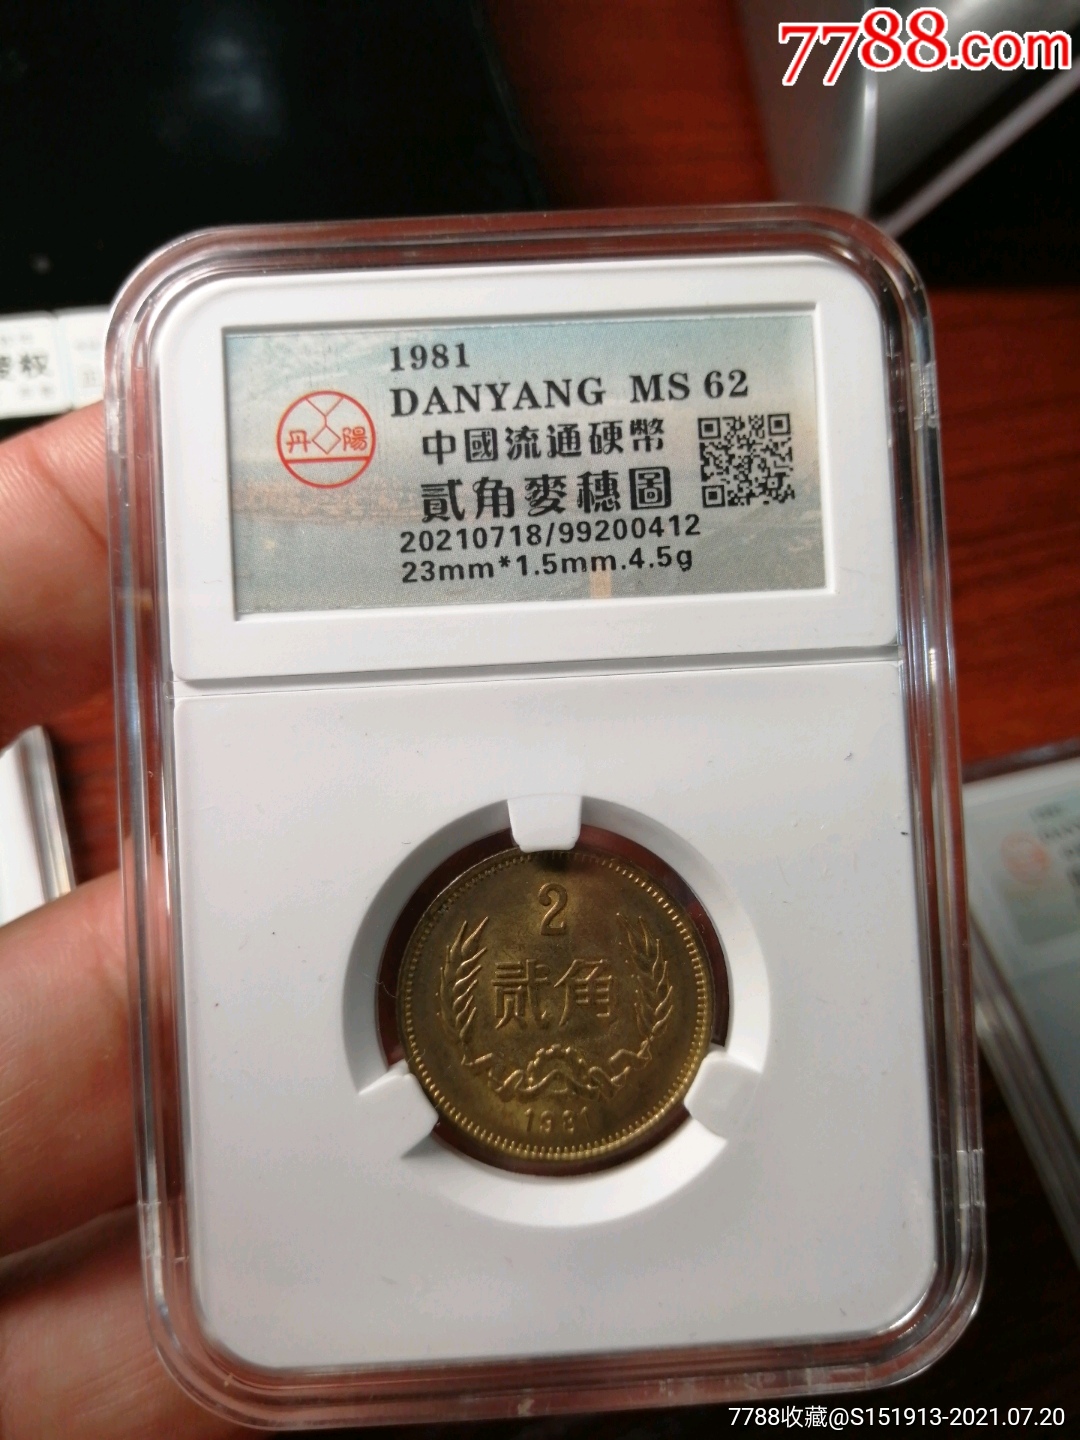 7788.com
1981
DANYANG MS 62
丹 陽
中國流通硬幣
貳角麥穗圖
20210718/99200412
23mm*1.5mm.4.5g
2
贰角
1981
7788收藏@S151913-2021.07.20